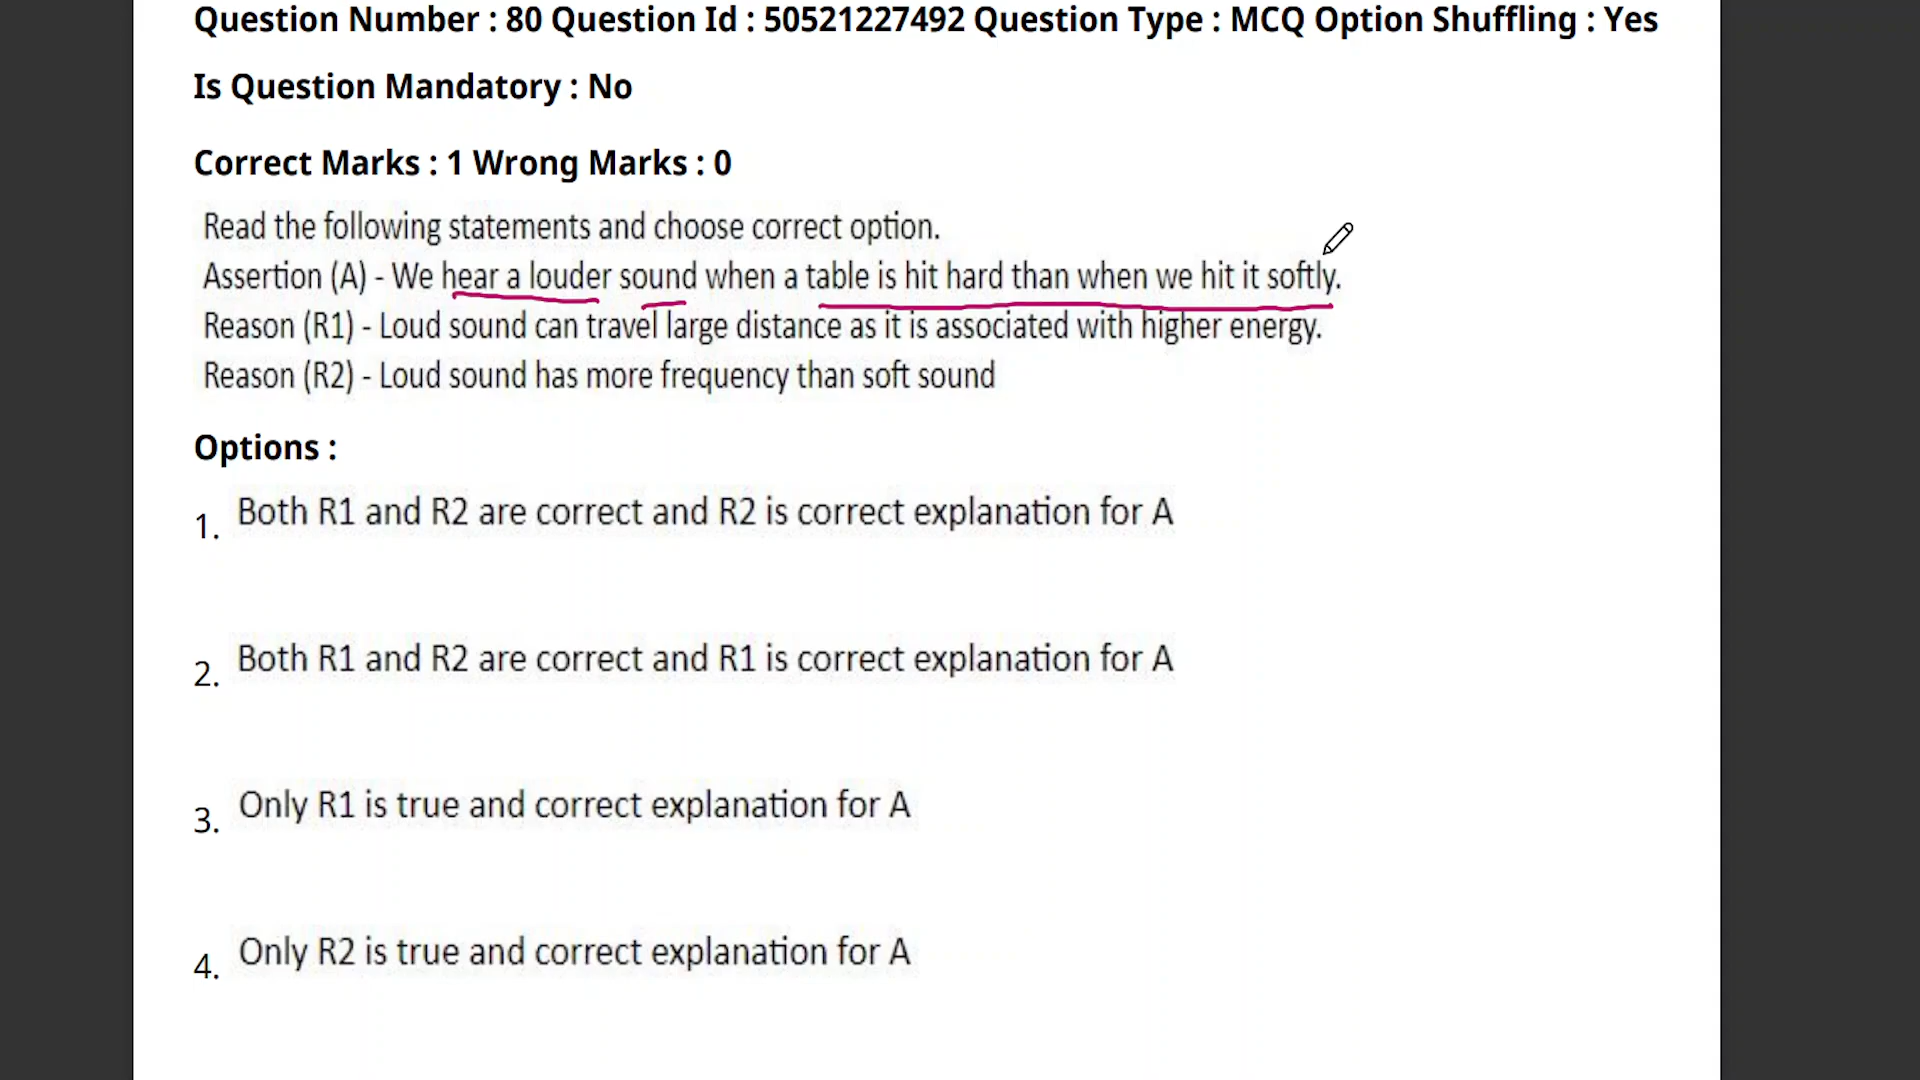 Question Number : 80 Question Id : 50521227492 Question Type : MCQ Option Shuffling : Yes
Is Question Mandatory : No
Correct Marks : 1 Wrong Marks : 0
Read the following statements and choose correct option.
Assertion (A) - We hear a louder sound when a table is hit hard than when we hit it softly.
Reason (R1) - Loud sound can travel large distance as it is associated with higher energy.
Reason (R2) - Loud sound has more frequency than soft sound
Options :
1. Both R1 and R2 are correct and R2 is correct explanation for A
2. Both R1 and R2 are correct and R1 is correct explanation for A
3. Only R1 is true and correct explanation for A
4. Only R2 is true and correct explanation for A